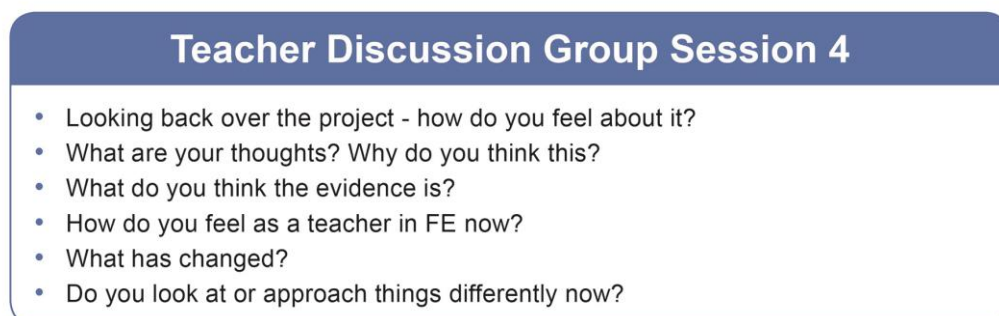 Teacher Discussion Group Session 4
• Looking back over the project - how do you feel about it?
• What are your thoughts? Why do you think this?
• What do you think the evidence is?
• How do you feel as a teacher in FE now?
• What has changed?
• Do you look at or approach things differently now?